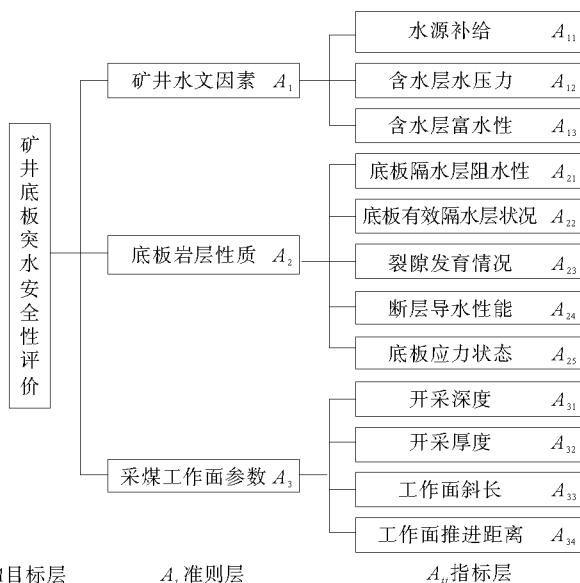 矿井底板突水安全性评价
矿井水文因素 A₁
水源补给 A₁₁
含水层水压力 A₁₂
含水层富水性 A₁₃
底板岩层性质 A₂
底板隔水层阻水性 A₂₁
底板有效隔水层状况 A₂₂
裂隙发育情况 A₂₃
断层导水性能 A₂₄
底板应力状态 A₂₅
采煤工作面参数 A₃
开采深度 A₃₁
开采厚度 A₃₂
工作面斜长 A₃₃
工作面推进距离 A₃₄
目标层 准则层 指标层